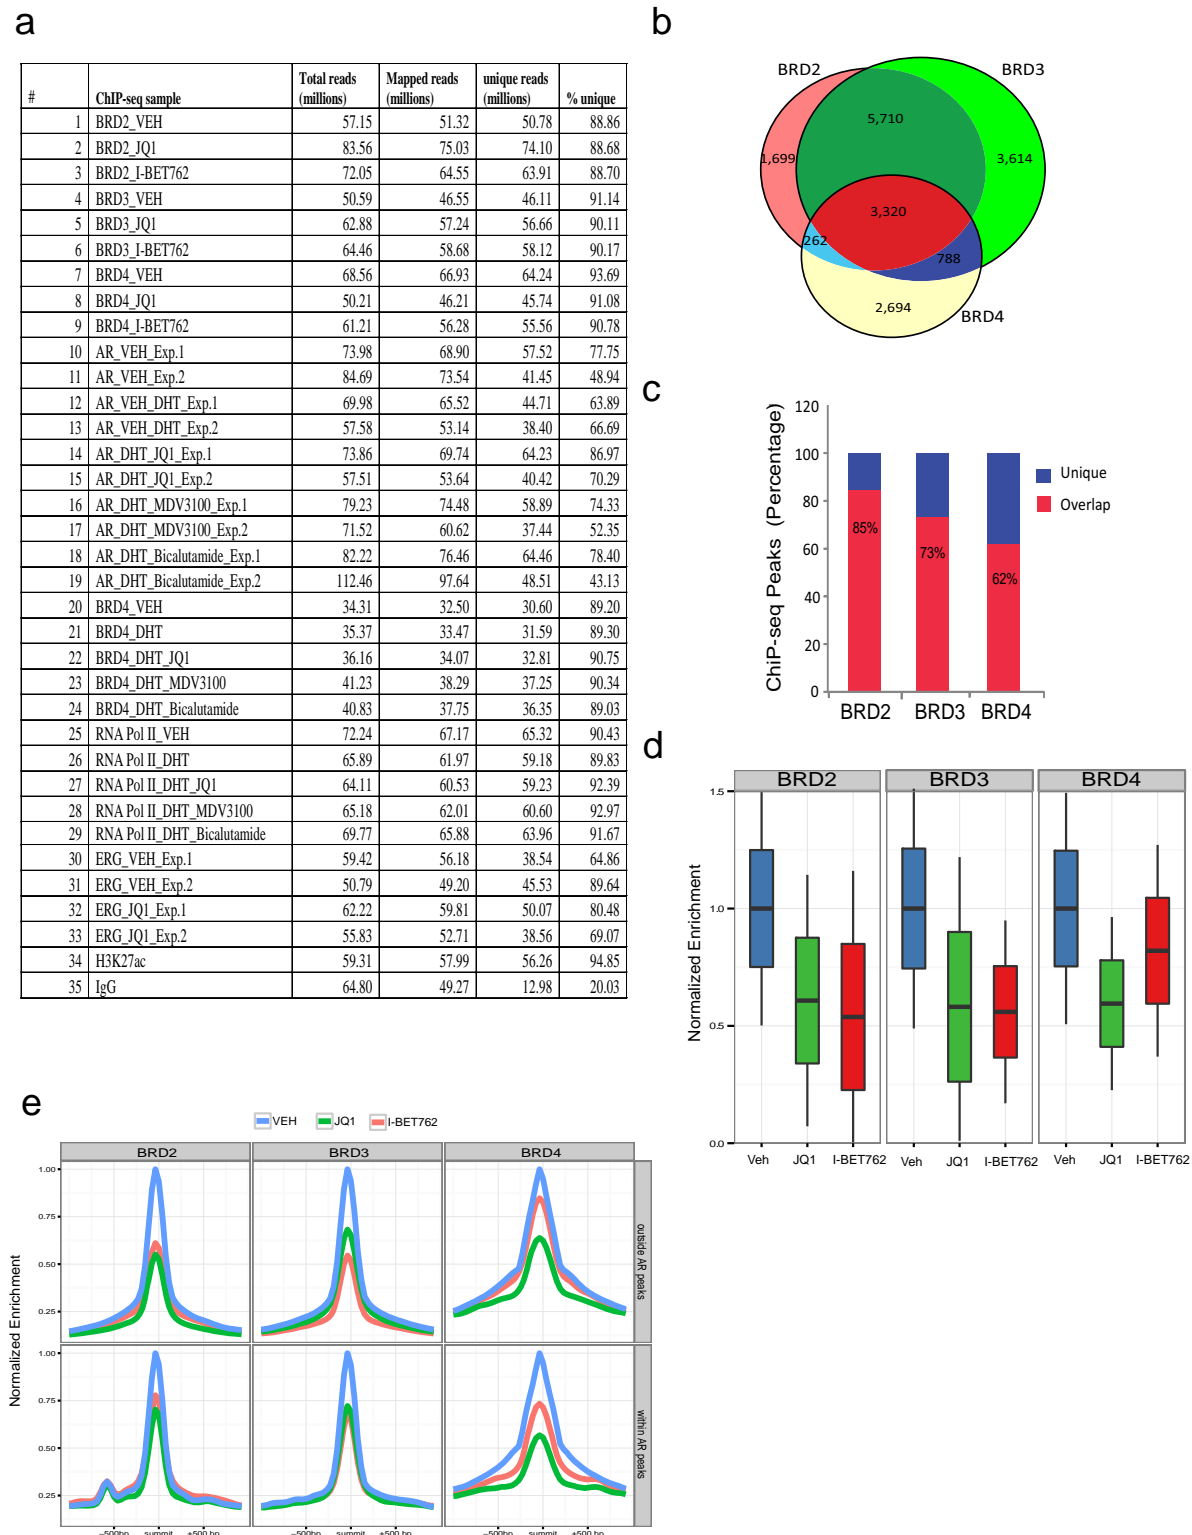 a
# ChIP-seq sample Total reads (millions) Mapped reads (millions) unique reads (millions) % unique
1 BRD2_VEH 57.15 51.32 50.78 88.86
2 BRD2_JQ1 83.56 75.03 74.10 88.68
3 BRD2_I-BET762 72.05 64.55 63.91 88.70
4 BRD3_VEH 50.59 46.55 46.11 91.14
5 BRD3_JQ1 62.88 57.24 56.66 90.11
6 BRD3_I-BET762 64.46 58.68 58.12 90.17
7 BRD4_VEH 68.56 66.93 64.24 93.69
8 BRD4_JQ1 50.21 46.21 45.74 91.08
9 BRD4_I-BET762 61.21 56.28 55.56 90.78
10 AR_VEH_Exp.1 73.98 68.90 57.52 77.75
11 AR_VEH_Exp.2 84.69 73.54 41.45 48.94
12 AR_VEH_DHT_Exp.1 69.98 65.52 44.71 63.89
13 AR_VEH_DHT_Exp.2 57.58 53.14 38.40 66.69
14 AR_DHT_JQ1_Exp.1 73.86 69.74 64.23 86.97
15 AR_DHT_JQ1_Exp.2 57.51 53.64 40.42 70.29
16 AR_DHT_MDV3100_Exp.1 79.23 74.48 58.89 74.33
17 AR_DHT_MDV3100_Exp.2 71.52 60.62 37.44 52.35
18 AR_DHT_Bicalutamide_Exp.1 82.22 76.46 64.46 78.40
19 AR_DHT_Bicalutamide_Exp.2 112.46 97.64 48.51 43.13
20 BRD4_VEH 34.31 32.50 30.60 89.20
21 BRD4_DHT 35.37 33.47 31.59 89.30
22 BRD4_DHT_JQ1 36.16 34.07 32.81 90.75
23 BRD4_DHT_MDV3100 41.23 38.29 37.25 90.34
24 BRD4_DHT_Bicalutamide 40.83 37.75 36.35 89.03
25 RNA Pol II_VEH 72.24 67.17 65.32 90.43
26 RNA Pol II_DHT 65.89 61.97 59.18 89.83
27 RNA Pol II_DHT_JQ1 64.11 60.53 59.23 92.39
28 RNA Pol II_DHT_MDV3100 65.18 62.01 60.60 92.97
29 RNA Pol II_DHT_Bicalutamide 69.77 65.88 63.96 91.67
30 ERG_VEH_Exp.1 59.42 56.18 38.54 64.86
31 ERG_VEH_Exp.2 50.79 49.20 45.53 89.64
32 ERG_JQ1_Exp.1 62.22 59.81 50.07 80.48
33 ERG_JQ1_Exp.2 55.83 52.71 38.56 69.07
34 H3K27ac 59.31 57.99 56.26 94.85
35 IgG 64.80 49.27 12.98 20.03
b
BRD2 BRD3
5,710
1,699 3,614
3,320
262
788
2,694
BRD4
c
ChiP-seq Peaks (Percentage)
120
100
80
60
40
20
0
85%
73%
62%
BRD2 BRD3 BRD4
Unique
Overlap
d
BRD2 BRD3 BRD4
Normalized Enrichment
1.5
1.0
0.5
0.0
Veh JQ1 I-BET762 Veh JQ1 I-BET762 Veh JQ1 I-BET762
e
VEH JQ1 I-BET762
BRD2 BRD3 BRD4
Normalized Enrichment
1.00
0.75
0.50
0.25
outside AR peaks
1.00
0.75
0.50
0.25
within AR peaks
−500bp summit +500 bp −500bp summit +500 bp −500bp summit +500 bp